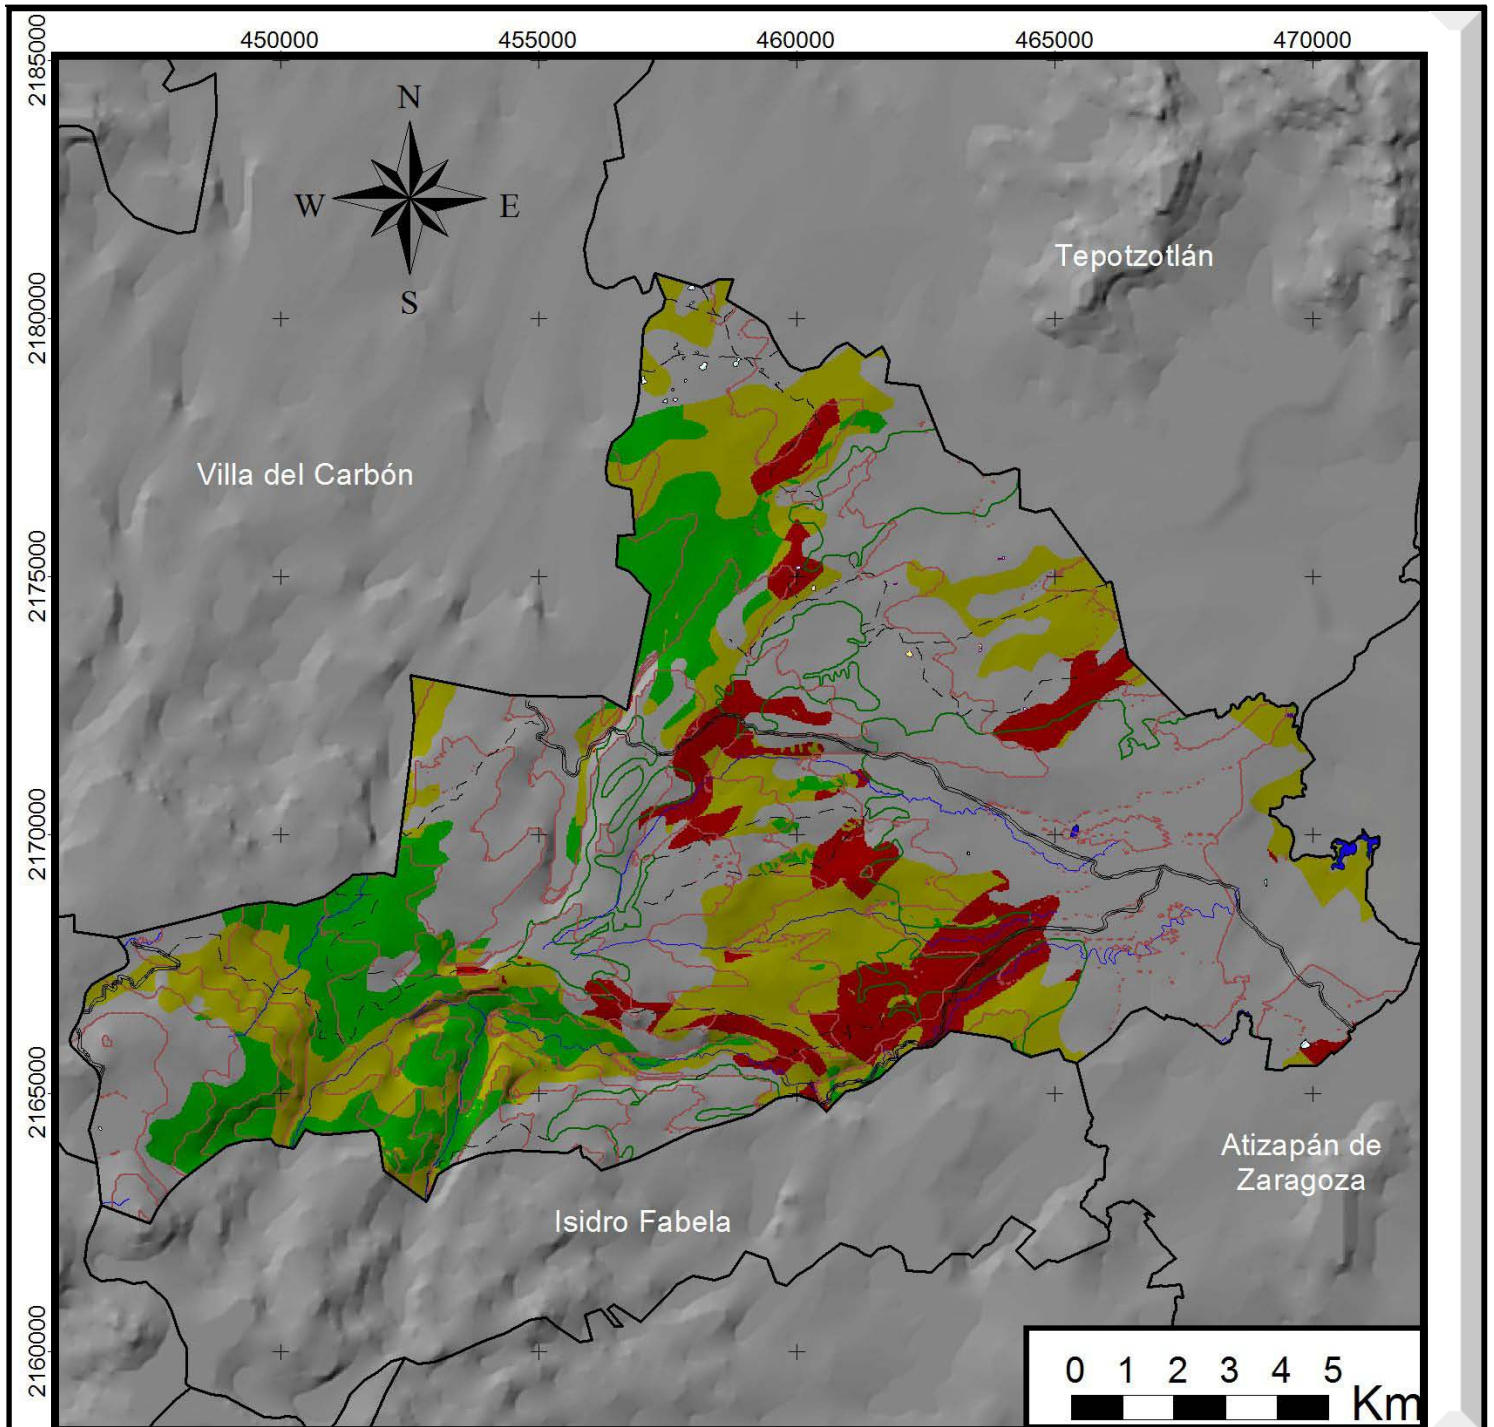 450000 455000 460000 465000 470000
2185000
N
W E
S
Tepotzotlán
2180000
Villa del Carbón
2175000
2170000
2165000
Atizapán de
Zaragoza
Isidro Fabela
2160000
0 1 2 3 4 5
Km